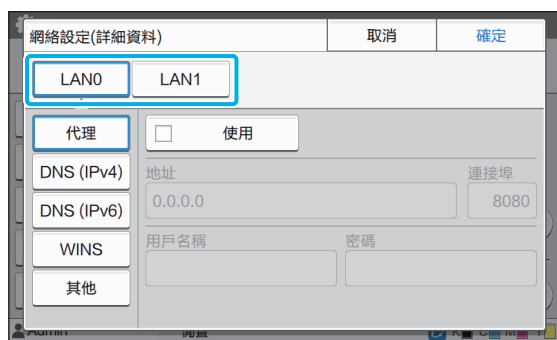 網絡設定(詳細資料) 取消 確定
LAN0 LAN1
代理 使用
DNS (IPv4) 地址 連接埠
DNS (IPv6) 0.0.0.0 8080
WINS 用戶名稱 密碼
其他
Admin 閒置 K C M Y